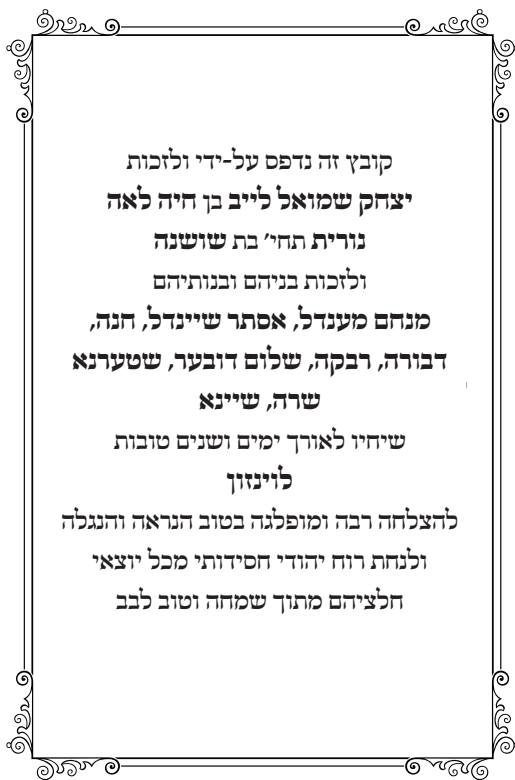 קובץ זה נדפס על-ידי ולזכות
יצחק שמואל לייב בן חיה לאה
נורית תחי׳ בת שושנה
ולזכות בניהם ובנותיהם
מנחם מענדל, אסתר שיינדל, חנה,
דבורה, רבקה, שלום דובער, שטערנא
שרה, שיינא
שיחיו לאורך ימים ושנים טובות
לוינזון
להצלחה רבה ומופלגה בטוב הנראה והנגלה
ולנחת רוח יהודי חסידותי מכל יוצאי
חלציהם מתוך שמחה וטוב לבב